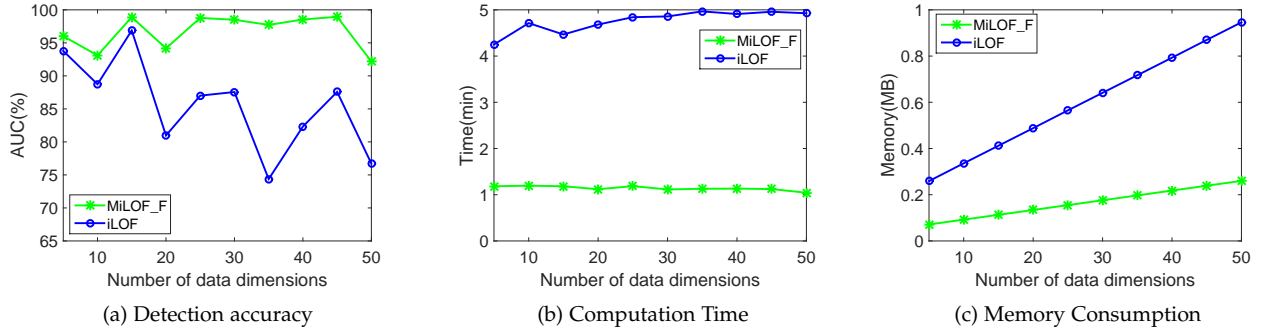 100
95
90
85
80
75
70
65
AUC(%)
MiLOF_F
iLOF
10 20 30 40 50
Number of data dimensions
(a) Detection accuracy
5
4
3
2
1
0
Time(min)
MiLOF_F
iLOF
10 20 30 40 50
Number of data dimensions
(b) Computation Time
1
0.8
0.6
0.4
0.2
0
Memory(MB)
MiLOF_F
iLOF
10 20 30 40 50
Number of data dimensions
(c) Memory Consumption